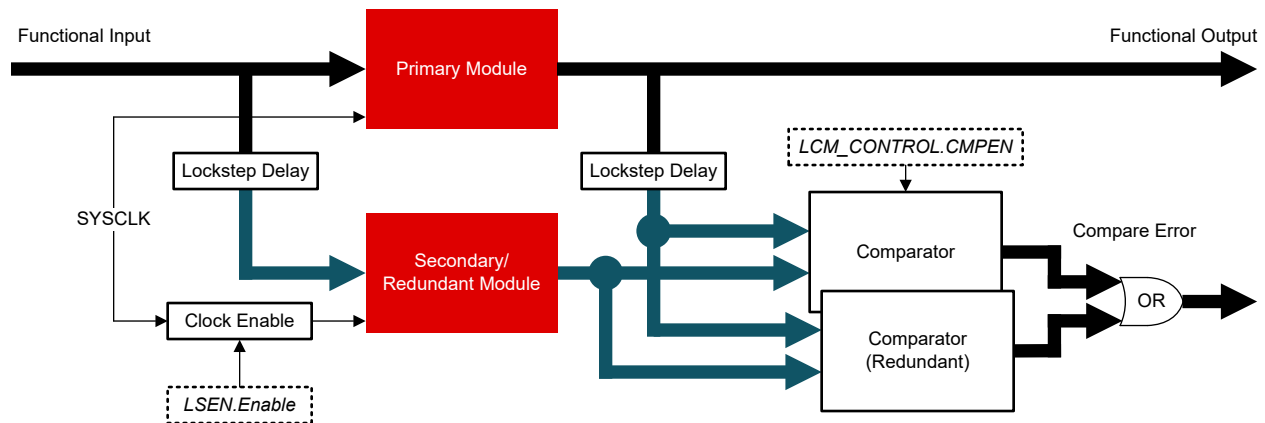 Functional Input
Functional Output
Primary Module
LCM_CONTROL.CMPEN
Lockstep Delay
Lockstep Delay
SYSCLK
Compare Error
Secondary/
Redundant Module
Comparator
Clock Enable
OR
Comparator
(Redundant)
LSEN.Enable